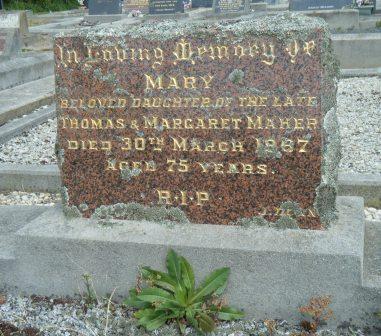 In Loving Memory Of
MARY
BELOVED DAUGHTER OF THE LATE
THOMAS & MARGARET MAHER
DIED 30TH MARCH 1967
AGED 75 YEARS.
R.I.P